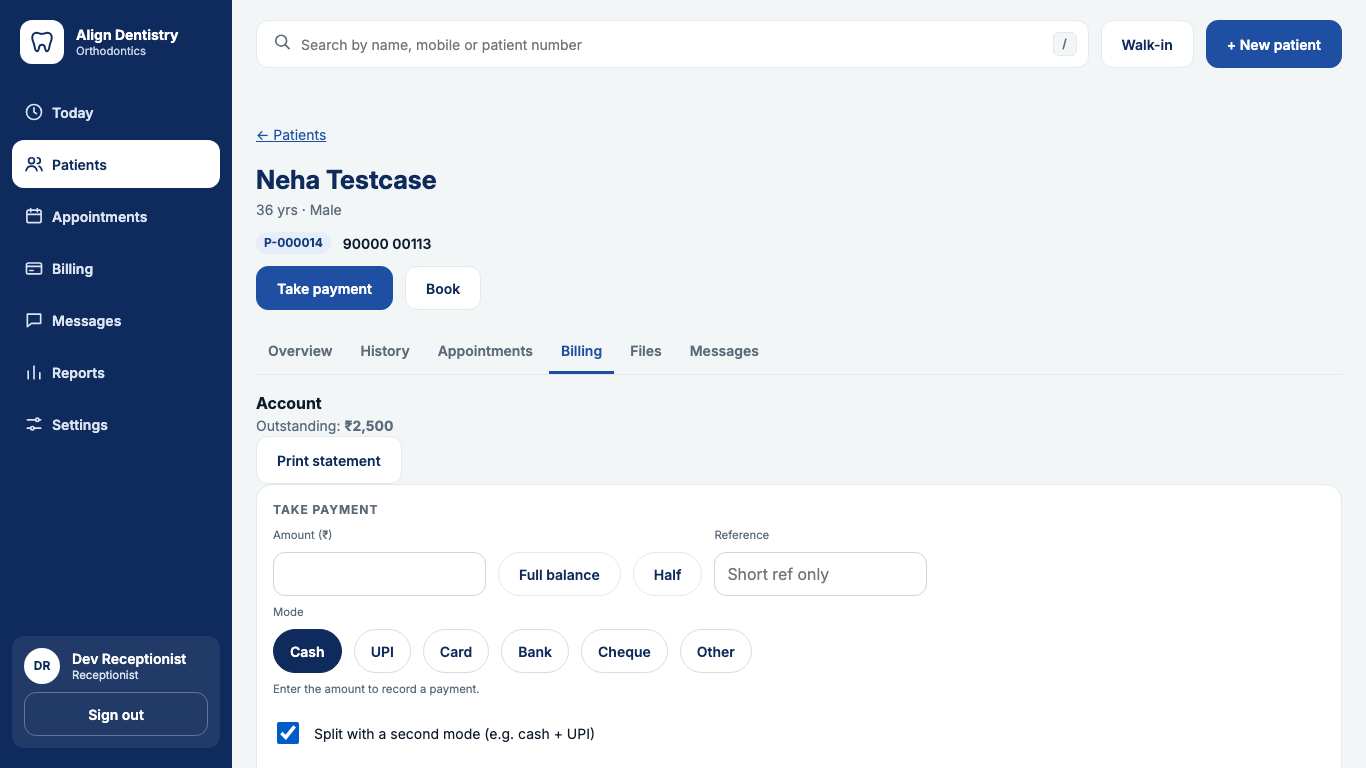 Align Dentistry
Orthodontics
Today
Patients
Appointments
Billing
Messages
Reports
Settings
DR
Dev Receptionist
Receptionist
Sign out
Search by name, mobile or patient number
/
Walk-in
+ New patient
← Patients
Neha Testcase
36 yrs · Male
P-000014 90000 00113
Take payment Book
Overview History Appointments Billing Files Messages
Account
Outstanding: ₹2,500
Print statement
TAKE PAYMENT
Amount (₹) Reference
Full balance Half Short ref only
Mode
Cash UPI Card Bank Cheque Other
Enter the amount to record a payment.
Split with a second mode (e.g. cash + UPI)